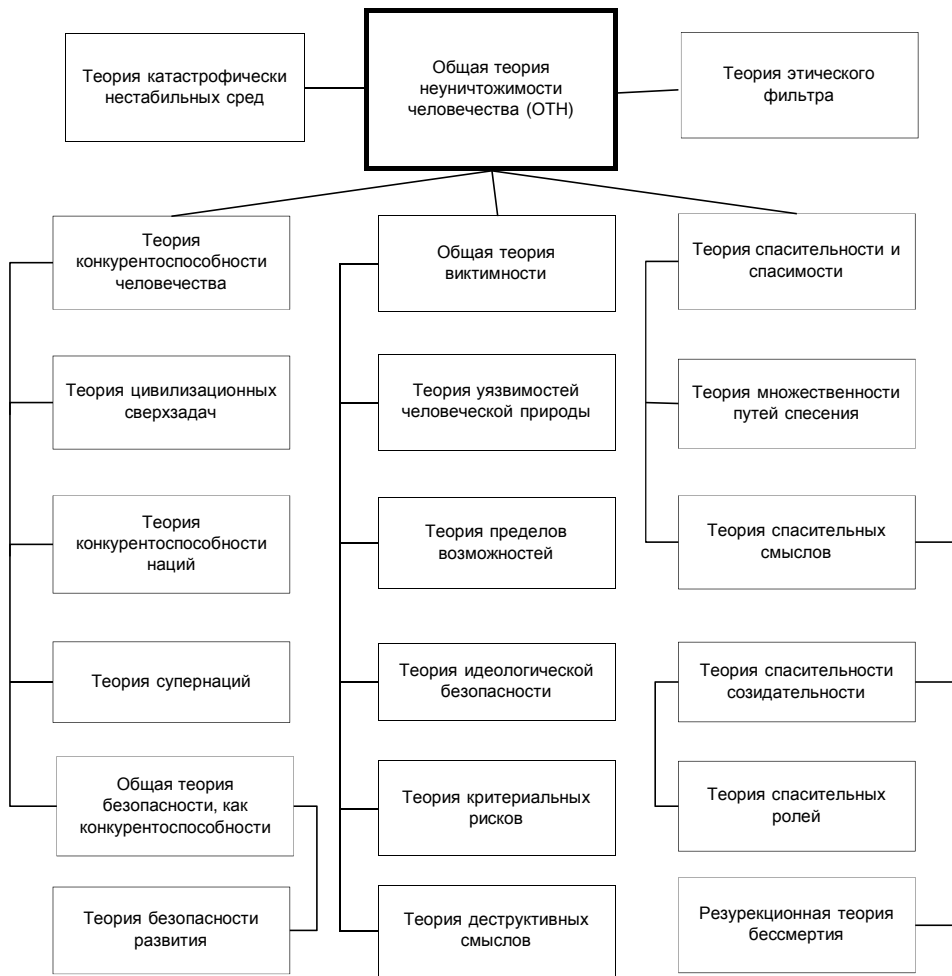 Теория катастрофически
нестабильных сред
Общая теория
неуничтожимости
человечества (ОТН)
Теория этического
фильтра
Теория
конкурентоспособности
человечества
Общая теория
виктимности
Теория спасительности и
спасимости
Теория цивилизационных
сверхзадач
Теория уязвимостей
человеческой природы
Теория множественности
путей спесения
Теория
конкурентоспособности
наций
Теория пределов
возможностей
Теория спасительных
смыслов
Теория супернаций
Теория идеологической
безопасности
Теория спасительности
созидательности
Общая теория
безопасности, как
конкурентоспособности
Теория критериальных
рисков
Теория спасительных
ролей
Теория безопасности
развития
Теория деструктивных
смыслов
Резурекционная теория
бессмертия